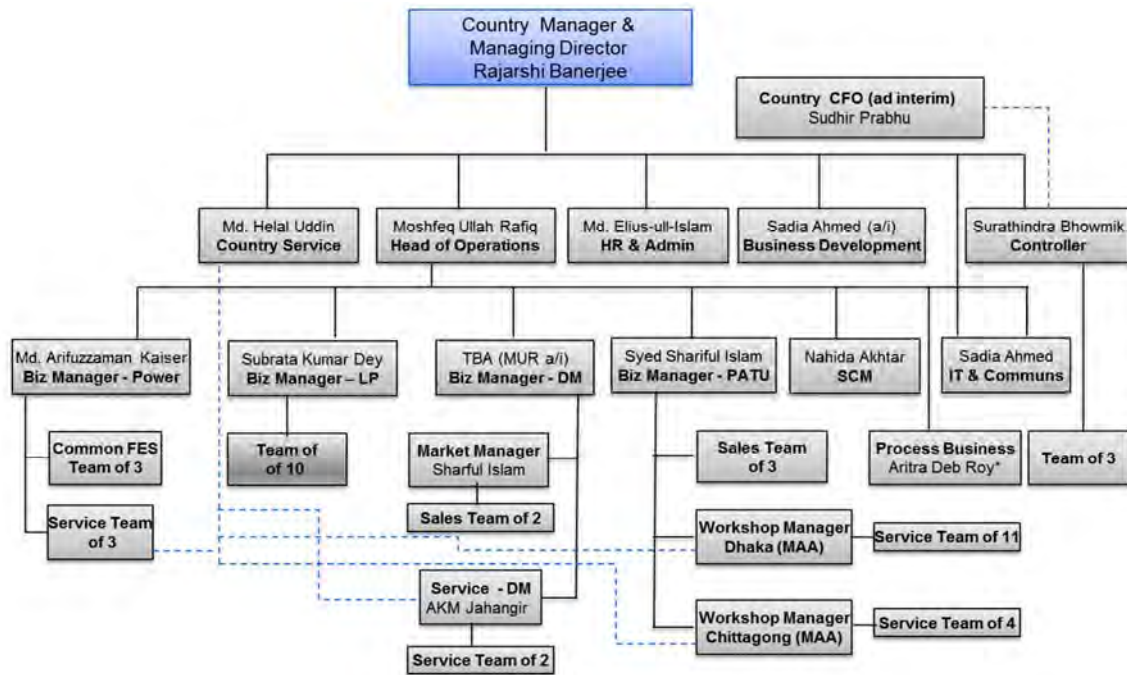 Country Manager &
Managing Director
Rajarshi Banerjee
Country CFO (ad interim)
Sudhir Prabhu
Md. Helal Uddin
Country Service
Moshfeq Ullah Rafiq
Head of Operations
Md. Elius-ull-Islam
HR & Admin
Sadia Ahmed (a/i)
Business Development
Surathindra Bhowmik
Controller
Md. Arifuzzaman Kaiser
Biz Manager - Power
Subrata Kumar Dey
Biz Manager – LP
TBA (MUR a/i)
Biz Manager - DM
Syed Shariful Islam
Biz Manager - PATU
Nahida Akhtar
SCM
Sadia Ahmed
IT & Communs
Common FES
Team of 3
Team of
of 10
Market Manager
Sharful Islam
Sales Team
of 3
Process Business
Aritra Deb Roy*
Team of 3
Service Team
of 3
Sales Team of 2
Workshop Manager
Dhaka (MAA)
Service Team of 11
Service - DM
AKM Jahangir
Workshop Manager
Chittagong (MAA)
Service Team of 4
Service Team of 2